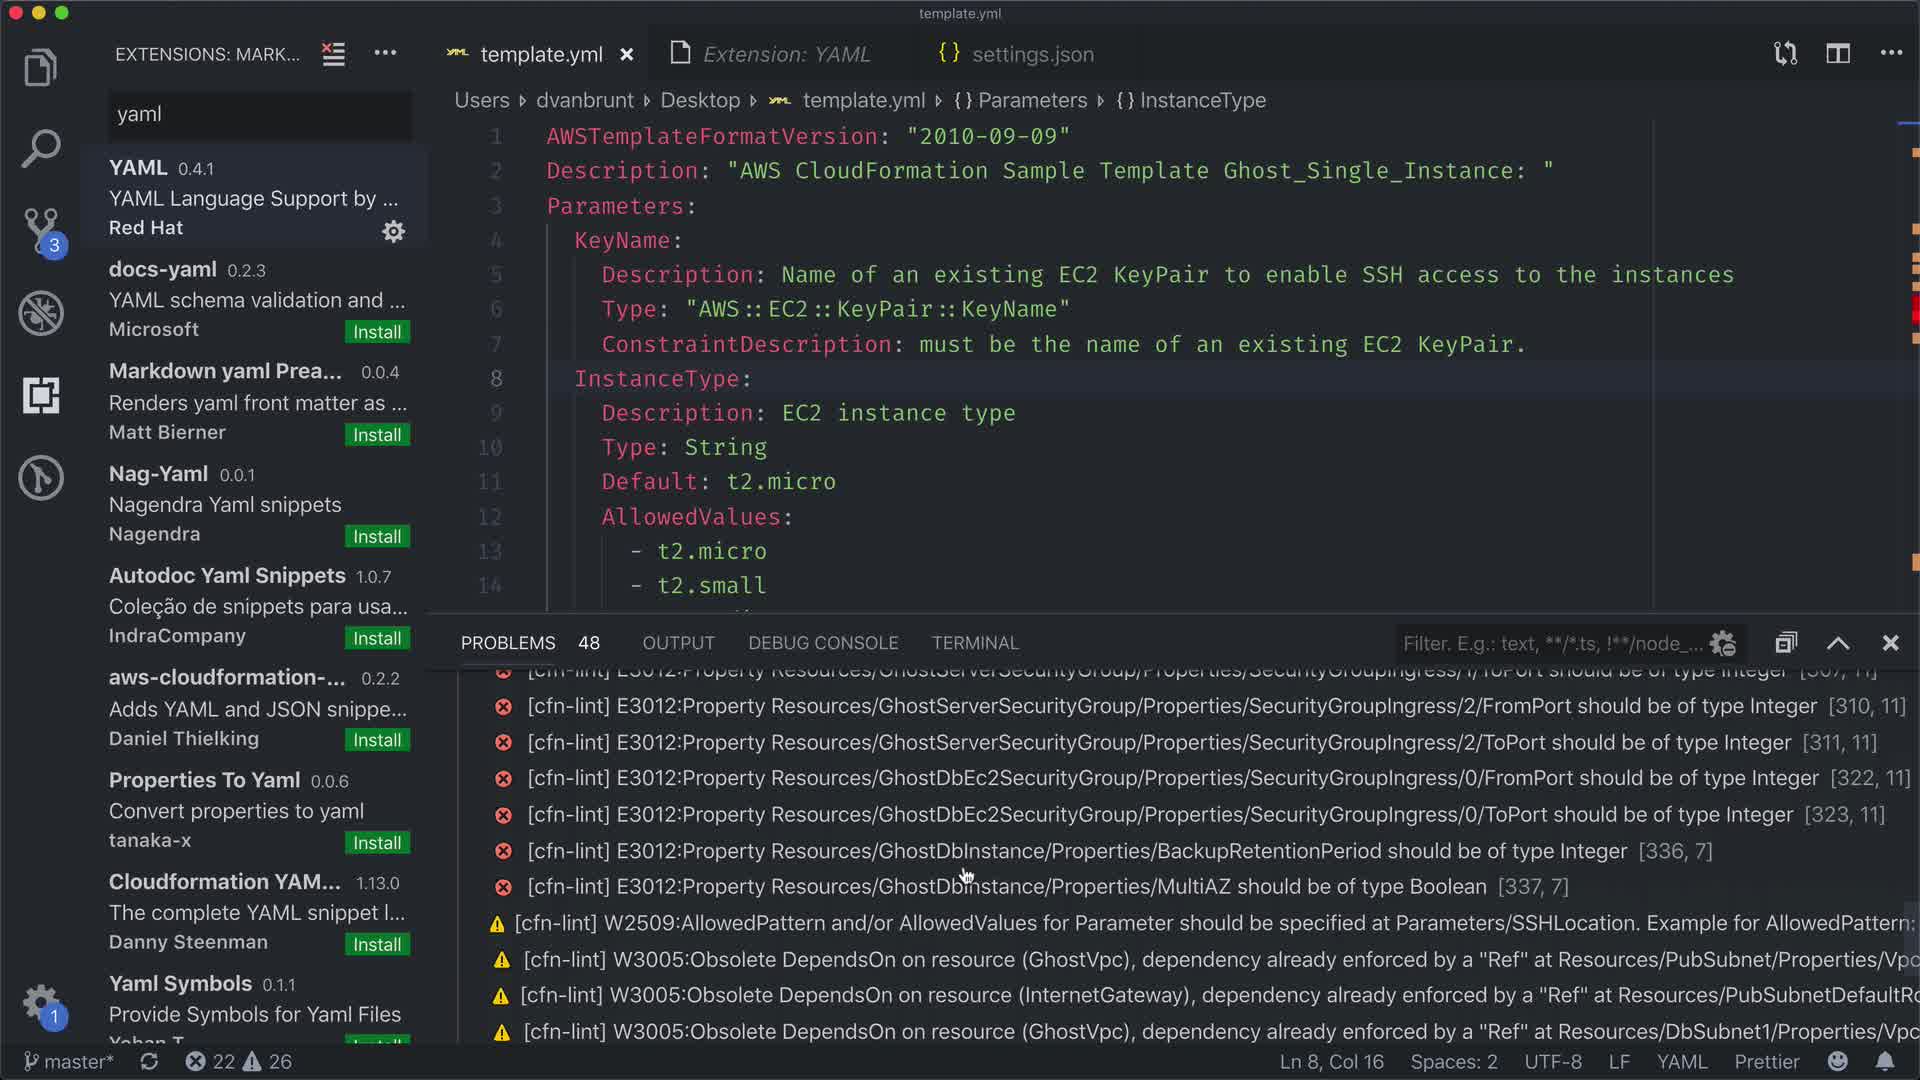 template.yml
EXTENSIONS: MARK...
template.yml
Extension: YAML
{} settings.json
yaml
Users
dvanbrunt
Desktop
template.yml
{} Parameters
{} InstanceType
YAML 0.4.1
YAML Language Support by ...
Red Hat
docs-yaml 0.2.3
YAML schema validation and ...
Microsoft
Install
Markdown yaml Prea... 0.0.4
Renders yaml front matter as ...
Matt Bierner
Install
Nag-Yaml 0.0.1
Nagendra Yaml snippets
Nagendra
Install
Autodoc Yaml Snippets 1.0.7
Coleção de snippets para usa...
IndraCompany
Install
aws-cloudformation-... 0.2.2
Adds YAML and JSON snippe...
Daniel Thielking
Install
Properties To Yaml 0.0.6
Convert properties to yaml
tanaka-x
Install
Cloudformation YAM... 1.13.0
The complete YAML snippet l...
Danny Steenman
Install
Yaml Symbols 0.1.1
Provide Symbols for Yaml Files
3
1
1 AWSTemplateFormatVersion: "2010-09-09"
2 Description: "AWS CloudFormation Sample Template Ghost_Single_Instance: "
3 Parameters:
4 KeyName:
5 Description: Name of an existing EC2 KeyPair to enable SSH access to the instances
6 Type: "AWS::EC2::KeyPair::KeyName"
7 ConstraintDescription: must be the name of an existing EC2 KeyPair.
8 InstanceType:
9 Description: EC2 instance type
10 Type: String
11 Default: t2.micro
12 AllowedValues:
13 - t2.micro
14 - t2.small
PROBLEMS 48 OUTPUT DEBUG CONSOLE TERMINAL
Filter. E.g.: text, **/*.ts, !**/node_...
[cfn-lint] E3012:Property Resources/GhostServerSecurityGroup/Properties/SecurityGroupIngress/1/ToPort should be of type Integer [307, 11]
[cfn-lint] E3012:Property Resources/GhostServerSecurityGroup/Properties/SecurityGroupIngress/2/FromPort should be of type Integer [310, 11]
[cfn-lint] E3012:Property Resources/GhostServerSecurityGroup/Properties/SecurityGroupIngress/2/ToPort should be of type Integer [311, 11]
[cfn-lint] E3012:Property Resources/GhostDbEc2SecurityGroup/Properties/SecurityGroupIngress/0/FromPort should be of type Integer [322, 11]
[cfn-lint] E3012:Property Resources/GhostDbEc2SecurityGroup/Properties/SecurityGroupIngress/0/ToPort should be of type Integer [323, 11]
[cfn-lint] E3012:Property Resources/GhostDbInstance/Properties/BackupRetentionPeriod should be of type Integer [336, 7]
[cfn-lint] E3012:Property Resources/GhostDbInstance/Properties/MultiAZ should be of type Boolean [337, 7]
[cfn-lint] W2509:AllowedPattern and/or AllowedValues for Parameter should be specified at Parameters/SSHLocation. Example for AllowedPattern:
[cfn-lint] W3005:Obsolete DependsOn on resource (GhostVpc), dependency already enforced by a "Ref" at Resources/PubSubnet/Properties/Vpc
[cfn-lint] W3005:Obsolete DependsOn on resource (InternetGateway), dependency already enforced by a "Ref" at Resources/PubSubnetDefaultRo
[cfn-lint] W3005:Obsolete DependsOn on resource (GhostVpc), dependency already enforced by a "Ref" at Resources/DbSubnet1/Properties/Vpc
master* 22 26
Ln 8, Col 16 Spaces: 2 UTF-8 LF YAML Prettier